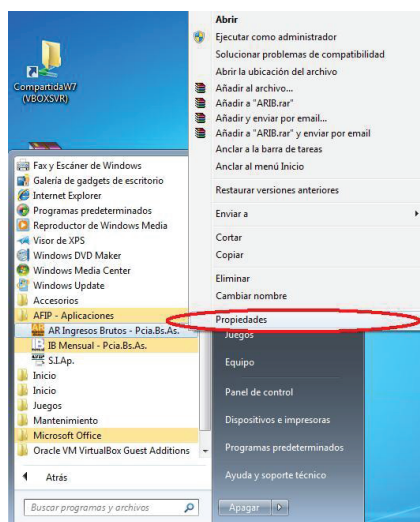 CompartidaW7
(VBOXSVR)
Abrir
Ejecutar como administrador
Solucionar problemas de compatibilidad
Abrir la ubicación del archivo
Añadir al archivo...
Añadir a "ARIB.rar"
Añadir y enviar por email...
Añadir a "ARIB.rar" y enviar por email
Anclar a la barra de tareas
Anclar al menú Inicio
Restaurar versiones anteriores
Enviar a
Cortar
Copiar
Eliminar
Cambiar nombre
Propiedades
Fax y Escáner de Windows
Galería de gadgets de escritorio
Internet Explorer
Programas predeterminados
Reproductor de Windows Media
Visor de XPS
Windows DVD Maker
Windows Media Center
Windows Update
Accesorios
AFIP - Aplicaciones
AR Ingresos Brutos - Pcia.Bs.As.
IB Mensual - Pcia.Bs.As.
S.I.Ap.
Inicio
Inicio
Juegos
Mantenimiento
Microsoft Office
Oracle VM VirtualBox Guest Additions
Atrás
Buscar programas y archivos
Juegos
Equipo
Panel de control
Dispositivos e impresoras
Programas predeterminados
Ayuda y soporte técnico
Apagar